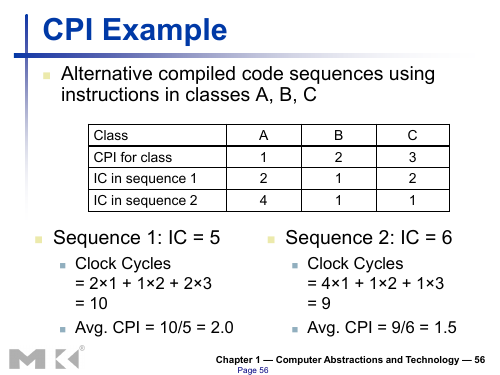 CPI Example
Alternative compiled code sequences using
instructions in classes A, B, C
Class A B C
CPI for class 1 2 3
IC in sequence 1 2 1 2
IC in sequence 2 4 1 1
Sequence 1: IC = 5
Clock Cycles
= 2×1 + 1×2 + 2×3
= 10
Avg. CPI = 10/5 = 2.0
Sequence 2: IC = 6
Clock Cycles
= 4×1 + 1×2 + 1×3
= 9
Avg. CPI = 9/6 = 1.5
MK®
Chapter 1 — Computer Abstractions and Technology — 56
Page 56